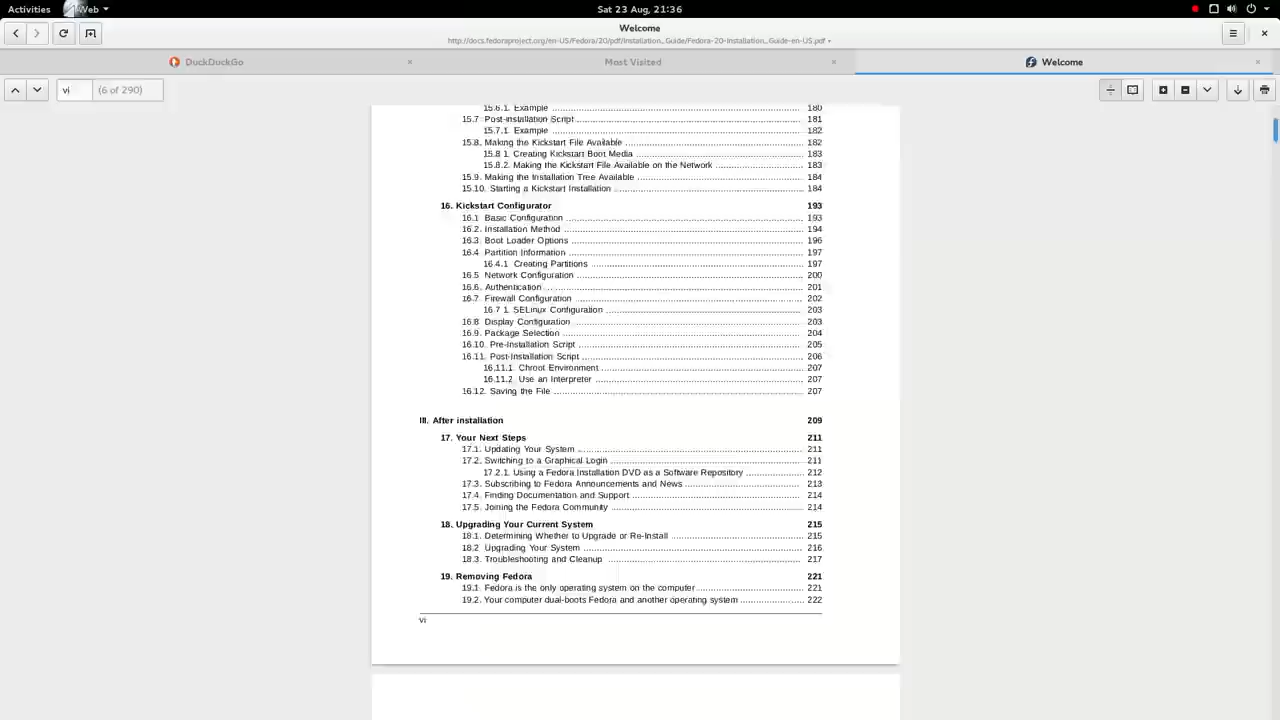 Activities Web Sat 23 Aug, 21:36
Welcome
http://docs.fedoraproject.org/en-US/Fedora/20/pdf/Installation_Guide/Fedora-20-Installation_Guide-en-US.pdf
DuckDuckGo × Most Visited × Welcome ×
vi (6 of 290)
15.6.1. Example 180
15.7. Post-installation Script 181
15.7.1. Example 182
15.8. Making the Kickstart File Available 182
15.8.1. Creating Kickstart Boot Media 183
15.8.2. Making the Kickstart File Available on the Network 183
15.9. Making the Installation Tree Available 184
15.10. Starting a Kickstart Installation 184
16. Kickstart Configurator 193
16.1. Basic Configuration 193
16.2. Installation Method 194
16.3. Boot Loader Options 196
16.4. Partition Information 197
16.4.1. Creating Partitions 197
16.5. Network Configuration 200
16.6. Authentication 201
16.7. Firewall Configuration 202
16.7.1. SELinux Configuration 203
16.8. Display Configuration 203
16.9. Package Selection 204
16.10. Pre-Installation Script 205
16.11. Post-Installation Script 206
16.11.1. Chroot Environment 207
16.11.2. Use an Interpreter 207
16.12. Saving the File 207
III. After installation 209
17. Your Next Steps 211
17.1. Updating Your System 211
17.2. Switching to a Graphical Login 211
17.2.1. Using a Fedora Installation DVD as a Software Repository 212
17.3. Subscribing to Fedora Announcements and News 213
17.4. Finding Documentation and Support 214
17.5. Joining the Fedora Community 214
18. Upgrading Your Current System 215
18.1. Determining Whether to Upgrade or Re-Install 215
18.2. Upgrading Your System 216
18.3. Troubleshooting and Cleanup 217
19. Removing Fedora 221
19.1. Fedora is the only operating system on the computer 221
19.2. Your computer dual-boots Fedora and another operating system 222
vi